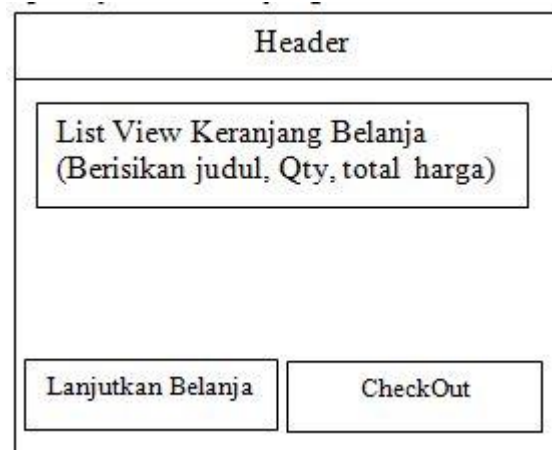 Header
List View Keranjang Belanja
(Berisikan judul, Qty, total harga)
Lanjutkan Belanja
CheckOut